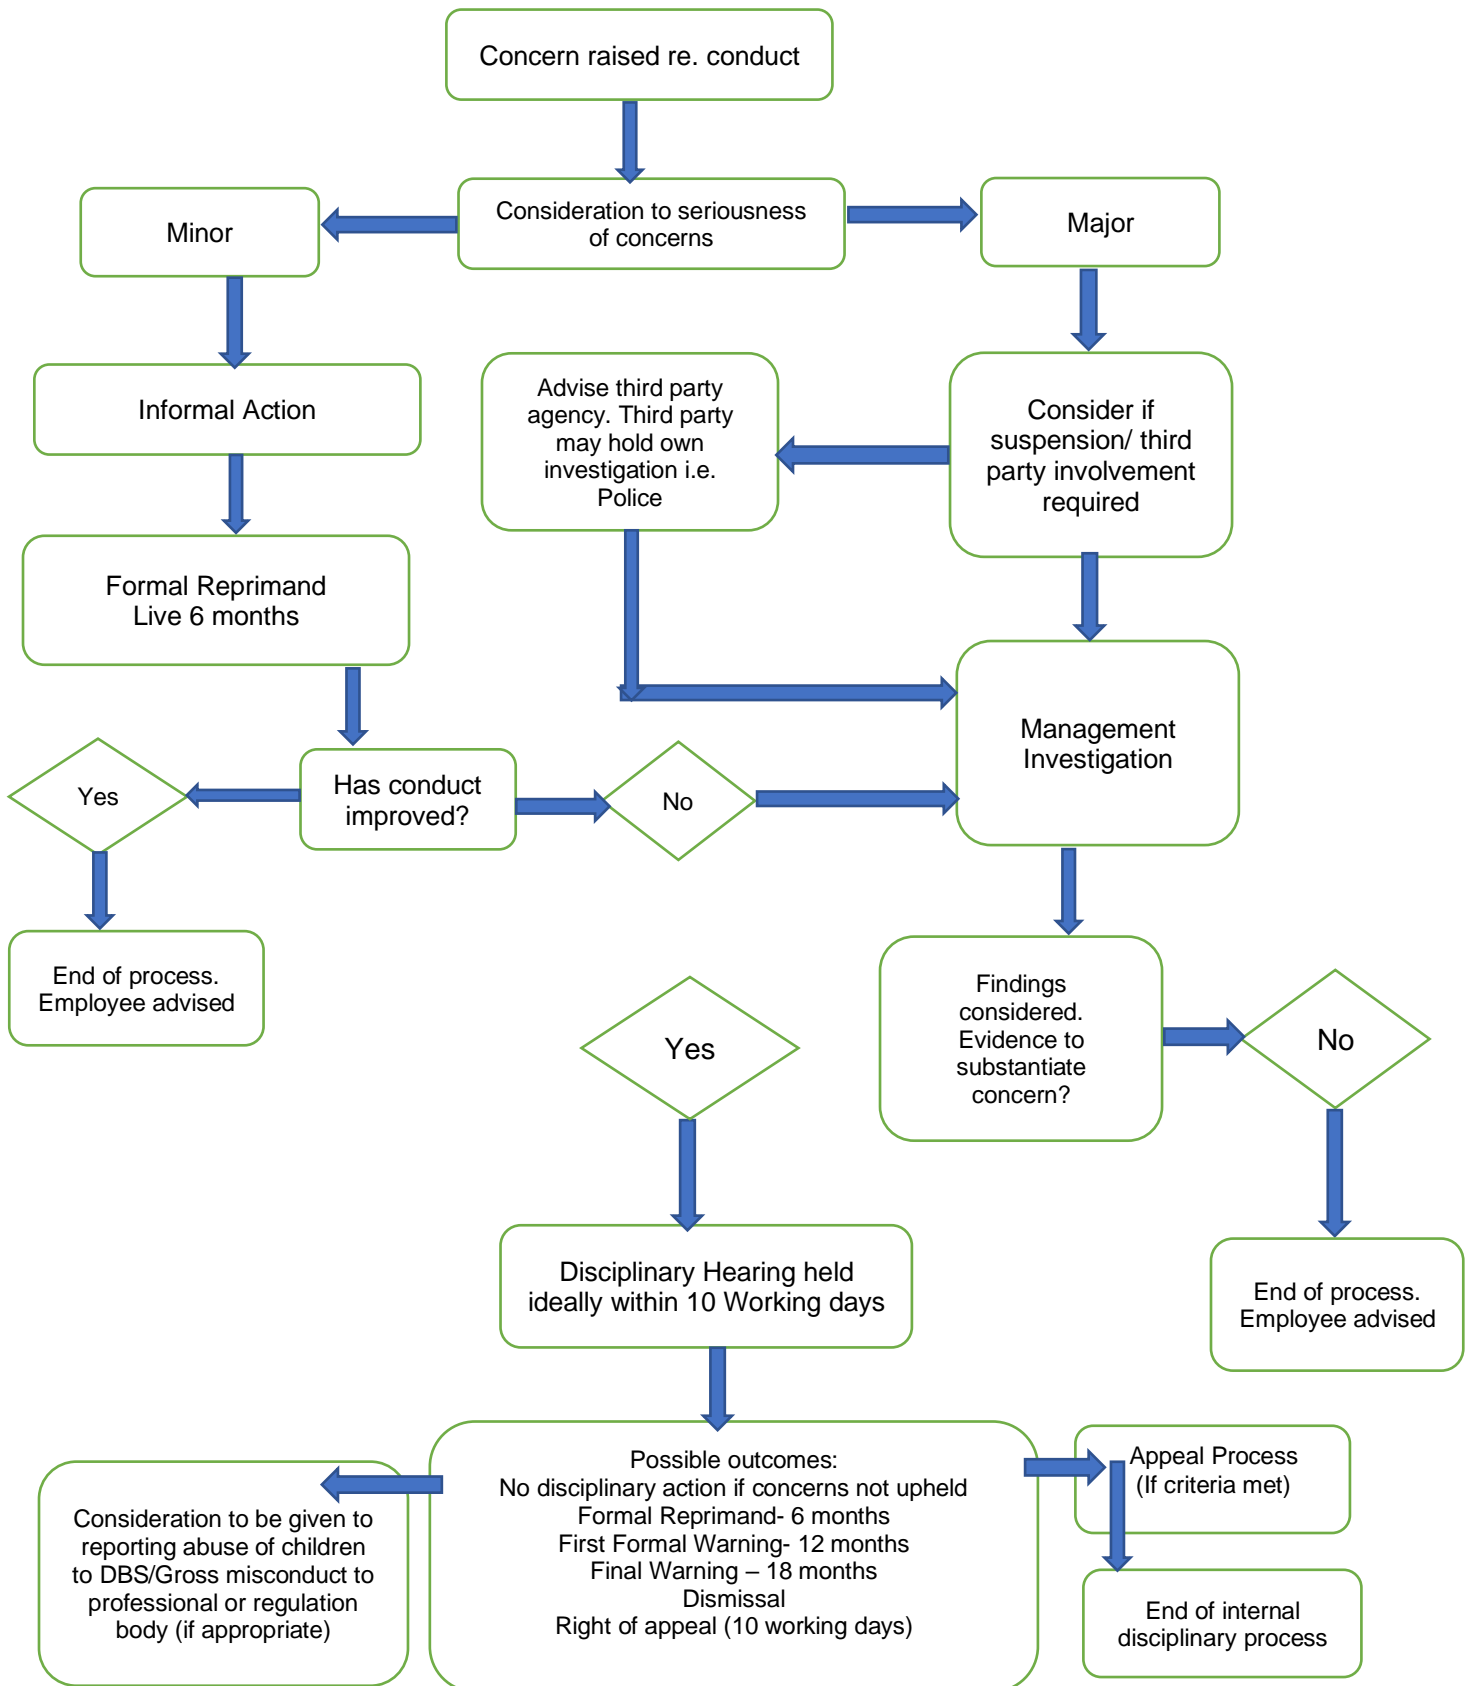 Concern raised re. conduct
Consideration to seriousness
of concerns
Minor
Major
Informal Action
Advise third party
agency. Third party
may hold own
investigation i.e.
Police
Consider if
suspension/ third
party involvement
required
Formal Reprimand
Live 6 months
Management
Investigation
Yes
Has conduct
improved?
No
End of process.
Employee advised
Findings
considered.
Evidence to
substantiate
concern?
No
Yes
Disciplinary Hearing held
ideally within 10 Working days
End of process.
Employee advised
Consideration to be given to
reporting abuse of children
to DBS/Gross misconduct to
professional or regulation
body (if appropriate)
Possible outcomes:
No disciplinary action if concerns not upheld
Formal Reprimand- 6 months
First Formal Warning- 12 months
Final Warning – 18 months
Dismissal
Right of appeal (10 working days)
Appeal Process
(If criteria met)
End of internal
disciplinary process